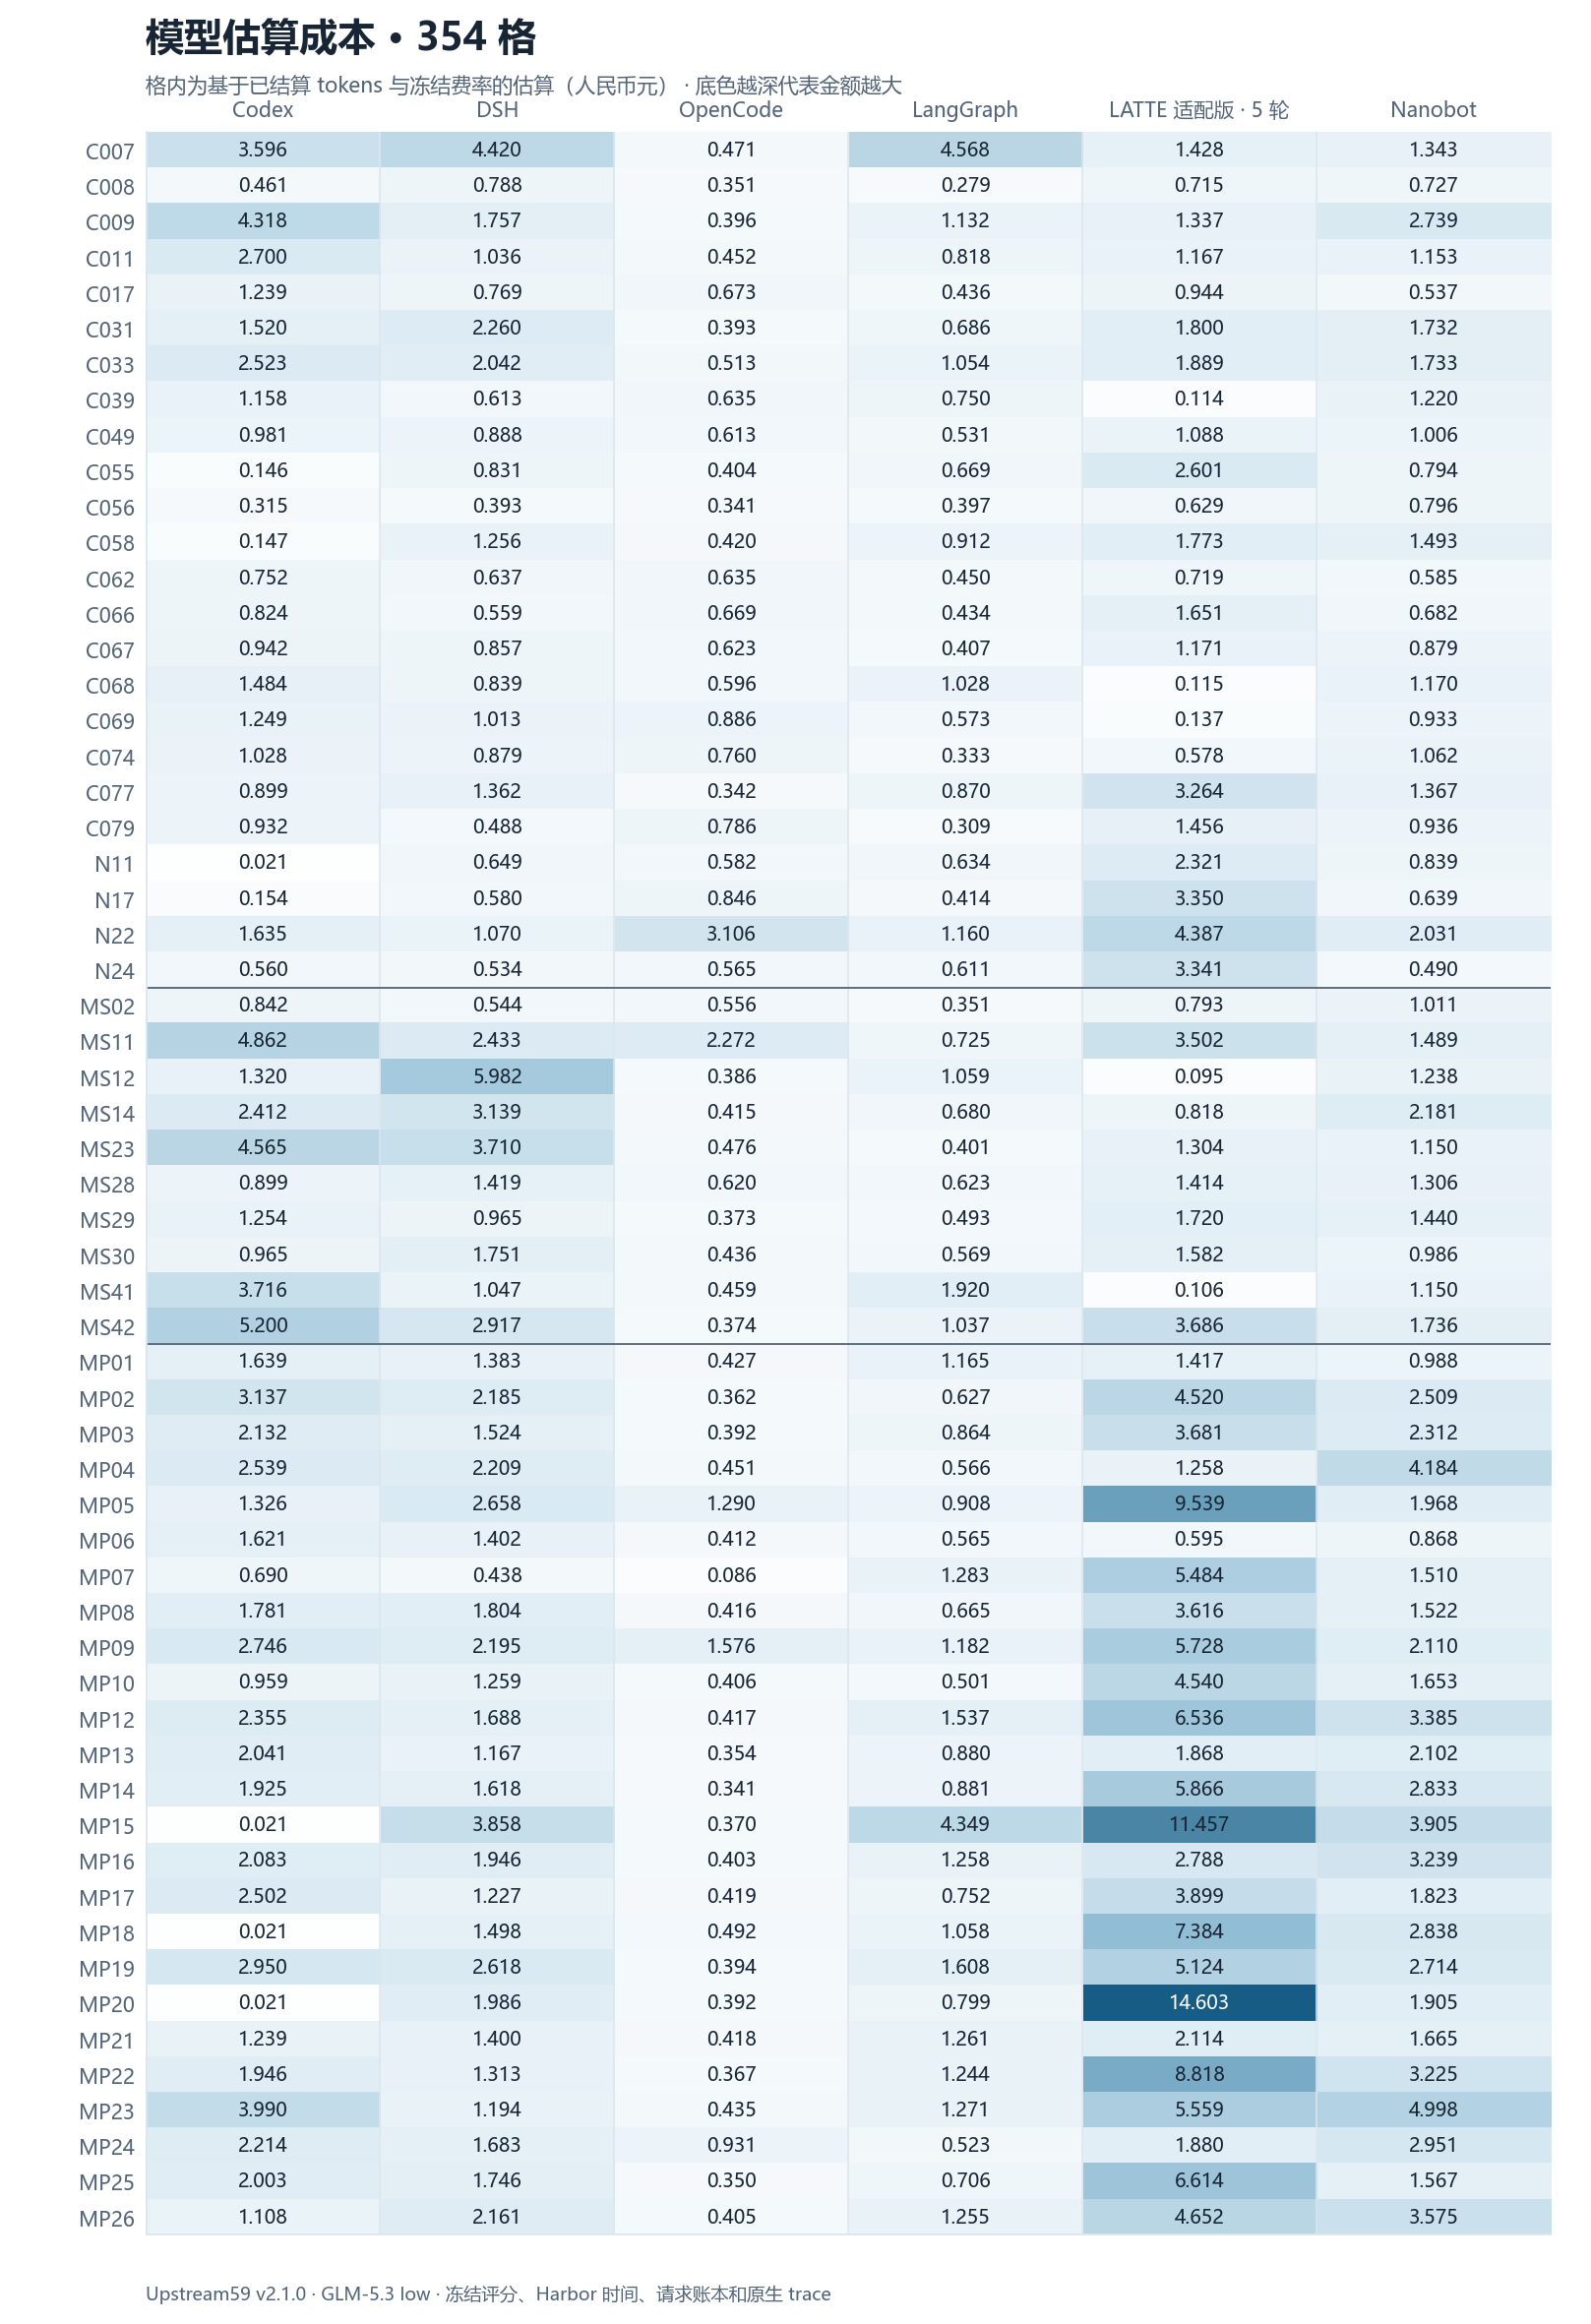 模型估算成本 · 354 格
格内为基于已结算 tokens 与冻结费率的估算（人民币元） · 底色越深代表金额越大
Codex DSH OpenCode LangGraph LATTE 适配版 · 5 轮 Nanobot
C007 3.596 4.420 0.471 4.568 1.428 1.343
C008 0.461 0.788 0.351 0.279 0.715 0.727
C009 4.318 1.757 0.396 1.132 1.337 2.739
C011 2.700 1.036 0.452 0.818 1.167 1.153
C017 1.239 0.769 0.673 0.436 0.944 0.537
C031 1.520 2.260 0.393 0.686 1.800 1.732
C033 2.523 2.042 0.513 1.054 1.889 1.733
C039 1.158 0.613 0.635 0.750 0.114 1.220
C049 0.981 0.888 0.613 0.531 1.088 1.006
C055 0.146 0.831 0.404 0.669 2.601 0.794
C056 0.315 0.393 0.341 0.397 0.629 0.796
C058 0.147 1.256 0.420 0.912 1.773 1.493
C062 0.752 0.637 0.635 0.450 0.719 0.585
C066 0.824 0.559 0.669 0.434 1.651 0.682
C067 0.942 0.857 0.623 0.407 1.171 0.879
C068 1.484 0.839 0.596 1.028 0.115 1.170
C069 1.249 1.013 0.886 0.573 0.137 0.933
C074 1.028 0.879 0.760 0.333 0.578 1.062
C077 0.899 1.362 0.342 0.870 3.264 1.367
C079 0.932 0.488 0.786 0.309 1.456 0.936
N11 0.021 0.649 0.582 0.634 2.321 0.839
N17 0.154 0.580 0.846 0.414 3.350 0.639
N22 1.635 1.070 3.106 1.160 4.387 2.031
N24 0.560 0.534 0.565 0.611 3.341 0.490
MS02 0.842 0.544 0.556 0.351 0.793 1.011
MS11 4.862 2.433 2.272 0.725 3.502 1.489
MS12 1.320 5.982 0.386 1.059 0.095 1.238
MS14 2.412 3.139 0.415 0.680 0.818 2.181
MS23 4.565 3.710 0.476 0.401 1.304 1.150
MS28 0.899 1.419 0.620 0.623 1.414 1.306
MS29 1.254 0.965 0.373 0.493 1.720 1.440
MS30 0.965 1.751 0.436 0.569 1.582 0.986
MS41 3.716 1.047 0.459 1.920 0.106 1.150
MS42 5.200 2.917 0.374 1.037 3.686 1.736
MP01 1.639 1.383 0.427 1.165 1.417 0.988
MP02 3.137 2.185 0.362 0.627 4.520 2.509
MP03 2.132 1.524 0.392 0.864 3.681 2.312
MP04 2.539 2.209 0.451 0.566 1.258 4.184
MP05 1.326 2.658 1.290 0.908 9.539 1.968
MP06 1.621 1.402 0.412 0.565 0.595 0.868
MP07 0.690 0.438 0.086 1.283 5.484 1.510
MP08 1.781 1.804 0.416 0.665 3.616 1.522
MP09 2.746 2.195 1.576 1.182 5.728 2.110
MP10 0.959 1.259 0.406 0.501 4.540 1.653
MP12 2.355 1.688 0.417 1.537 6.536 3.385
MP13 2.041 1.167 0.354 0.880 1.868 2.102
MP14 1.925 1.618 0.341 0.881 5.866 2.833
MP15 0.021 3.858 0.370 4.349 11.457 3.905
MP16 2.083 1.946 0.403 1.258 2.788 3.239
MP17 2.502 1.227 0.419 0.752 3.899 1.823
MP18 0.021 1.498 0.492 1.058 7.384 2.838
MP19 2.950 2.618 0.394 1.608 5.124 2.714
MP20 0.021 1.986 0.392 0.799 14.603 1.905
MP21 1.239 1.400 0.418 1.261 2.114 1.665
MP22 1.946 1.313 0.367 1.244 8.818 3.225
MP23 3.990 1.194 0.435 1.271 5.559 4.998
MP24 2.214 1.683 0.931 0.523 1.880 2.951
MP25 2.003 1.746 0.350 0.706 6.614 1.567
MP26 1.108 2.161 0.405 1.255 4.652 3.575
Upstream59 v2.1.0 · GLM-5.3 low · 冻结评分、Harbor 时间、请求账本和原生 trace